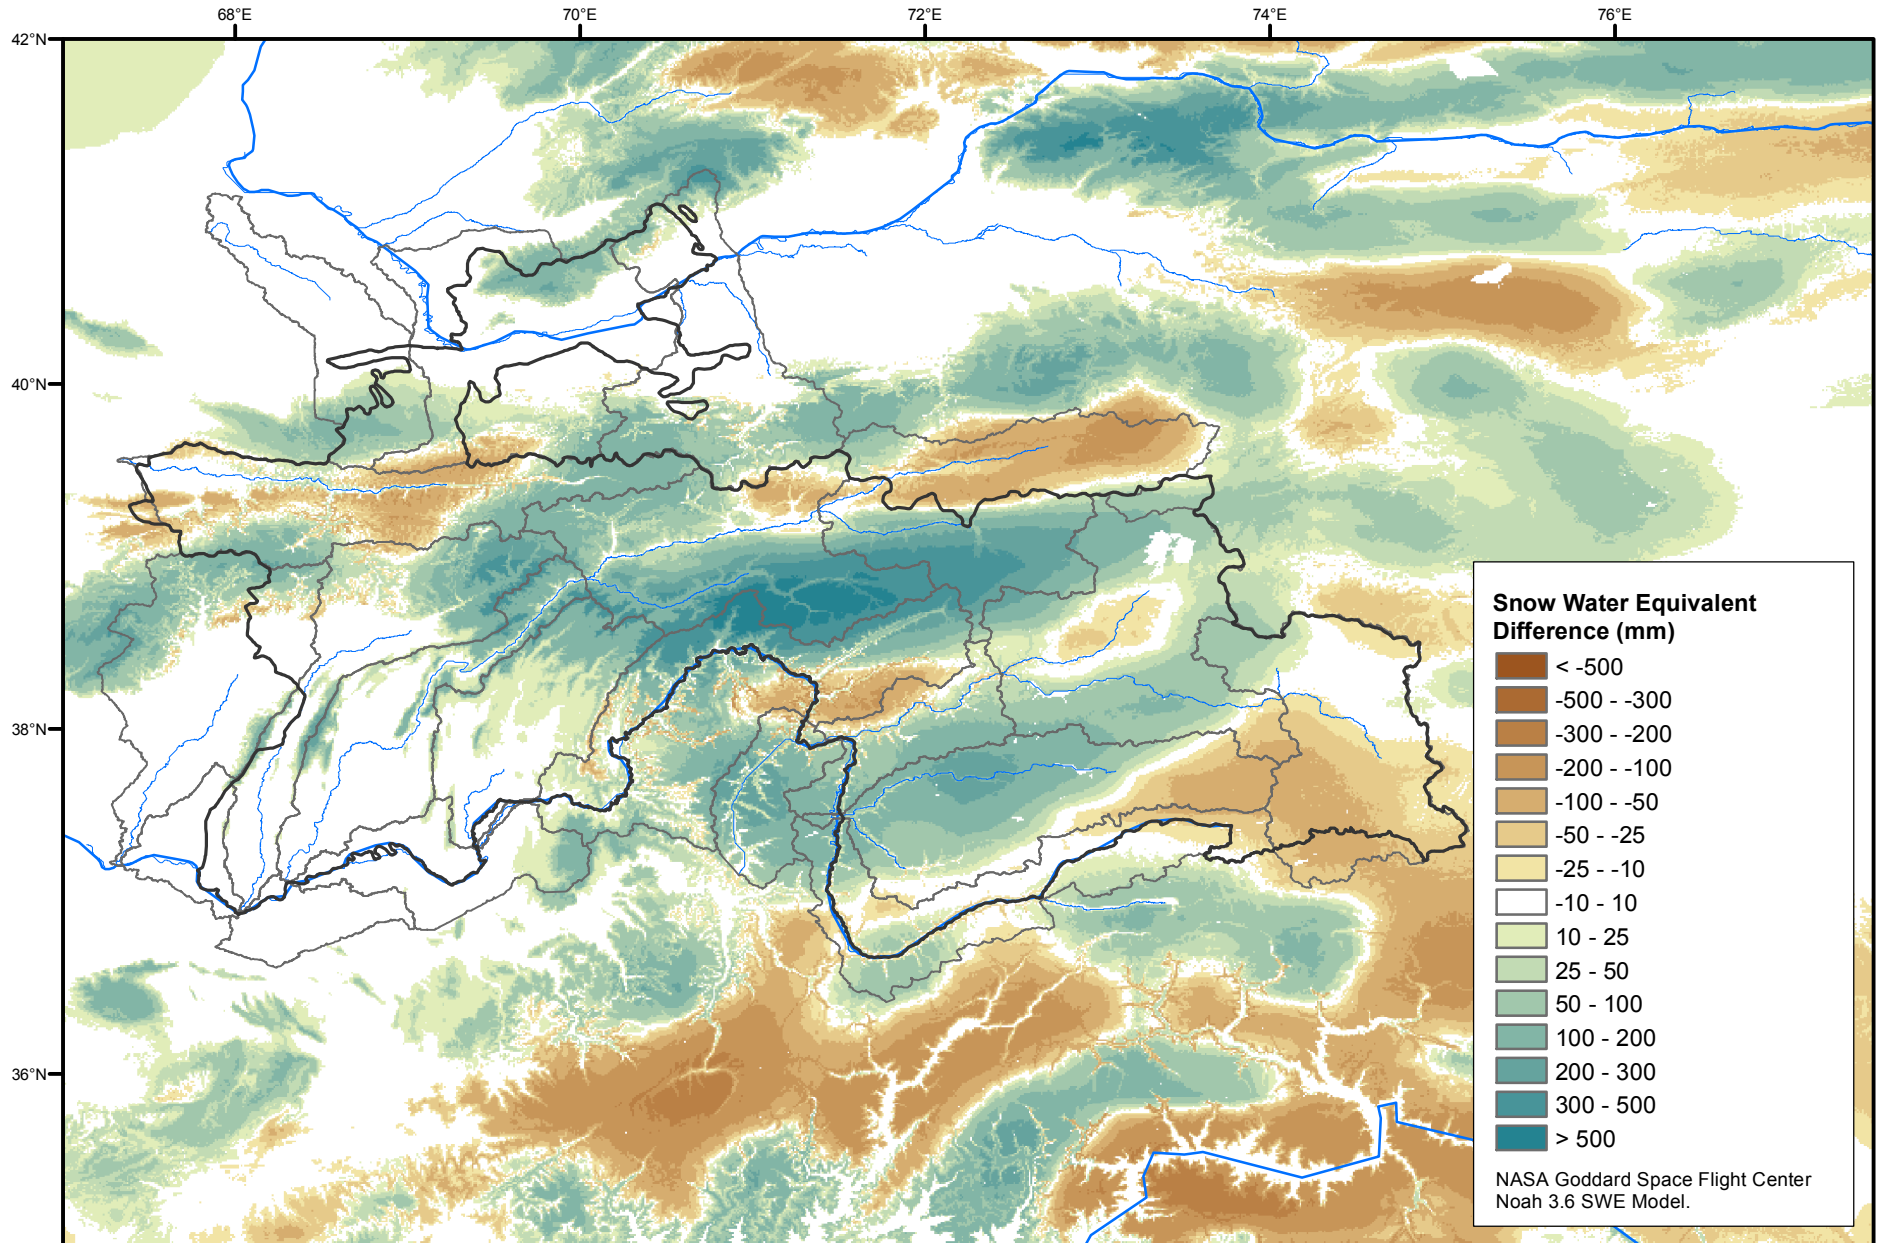 68°E 70°E 72°E 74°E 76°E
42°N
40°N
38°N
36°N
Snow Water Equivalent
Difference (mm)
< -500
-500 - -300
-300 - -200
-200 - -100
-100 - -50
-50 - -25
-25 - -10
-10 - 10
10 - 25
25 - 50
50 - 100
100 - 200
200 - 300
300 - 500
> 500
NASA Goddard Space Flight Center
Noah 3.6 SWE Model.